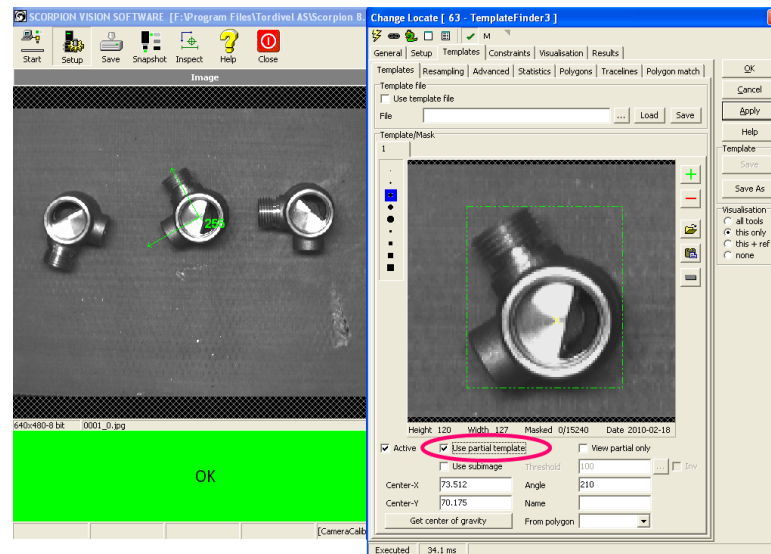 SCORPION VISION SOFTWARE [F:\Program Files\Tordivel AS\Scorpion 8.
Start Setup Save Snapshot Inspect Help Close
Image
256
640x480-8 bit 0001_0.jpg
OK
[CameraCalib
Change Locate [ 63 - TemplateFinder3 ]
M
General Setup Templates Constraints Visualisation Results
Templates Resampling Advanced Statistics Polygons Tracelines Polygon match
Template file
Use template file
File ... Load Save
Template/Mask
1
Height 120 Width 127 Masked 0/15240 Date 2010-02-18
Active Use partial template View partial only
Use subimage Threshold 100 ... Inv.
Center-X 73.512 Angle 210
Center-Y 70.175 Name
Get center of gravity From polygon
Executed 34.1 ms
OK
Cancel
Apply
Help
Template
Save
Save As
Visualisation
all tools
this only
this + ref
none